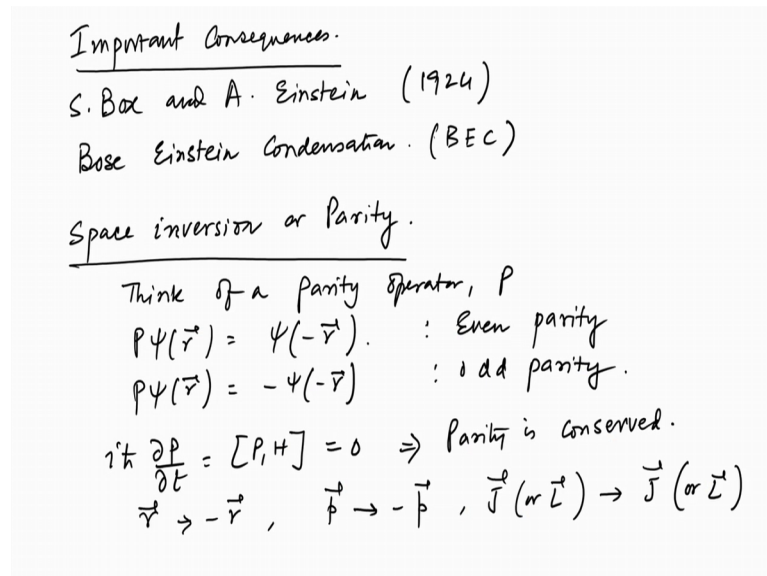 Important Consequences.
S. Bose and A. Einstein (1924)
Bose Einstein Condensation. (BEC)
Space inversion or Parity.
Think of a parity operator, P
Pψ(r⃗) = ψ(-r⃗). : Even parity
Pψ(r⃗) = -ψ(-r⃗) : odd parity.
iħ ∂P/∂t = [P,H] = 0 ⇒ Parity is conserved.
r⃗ → -r⃗, p⃗ → -p⃗, J⃗ (or L⃗) → J⃗ (or L⃗)